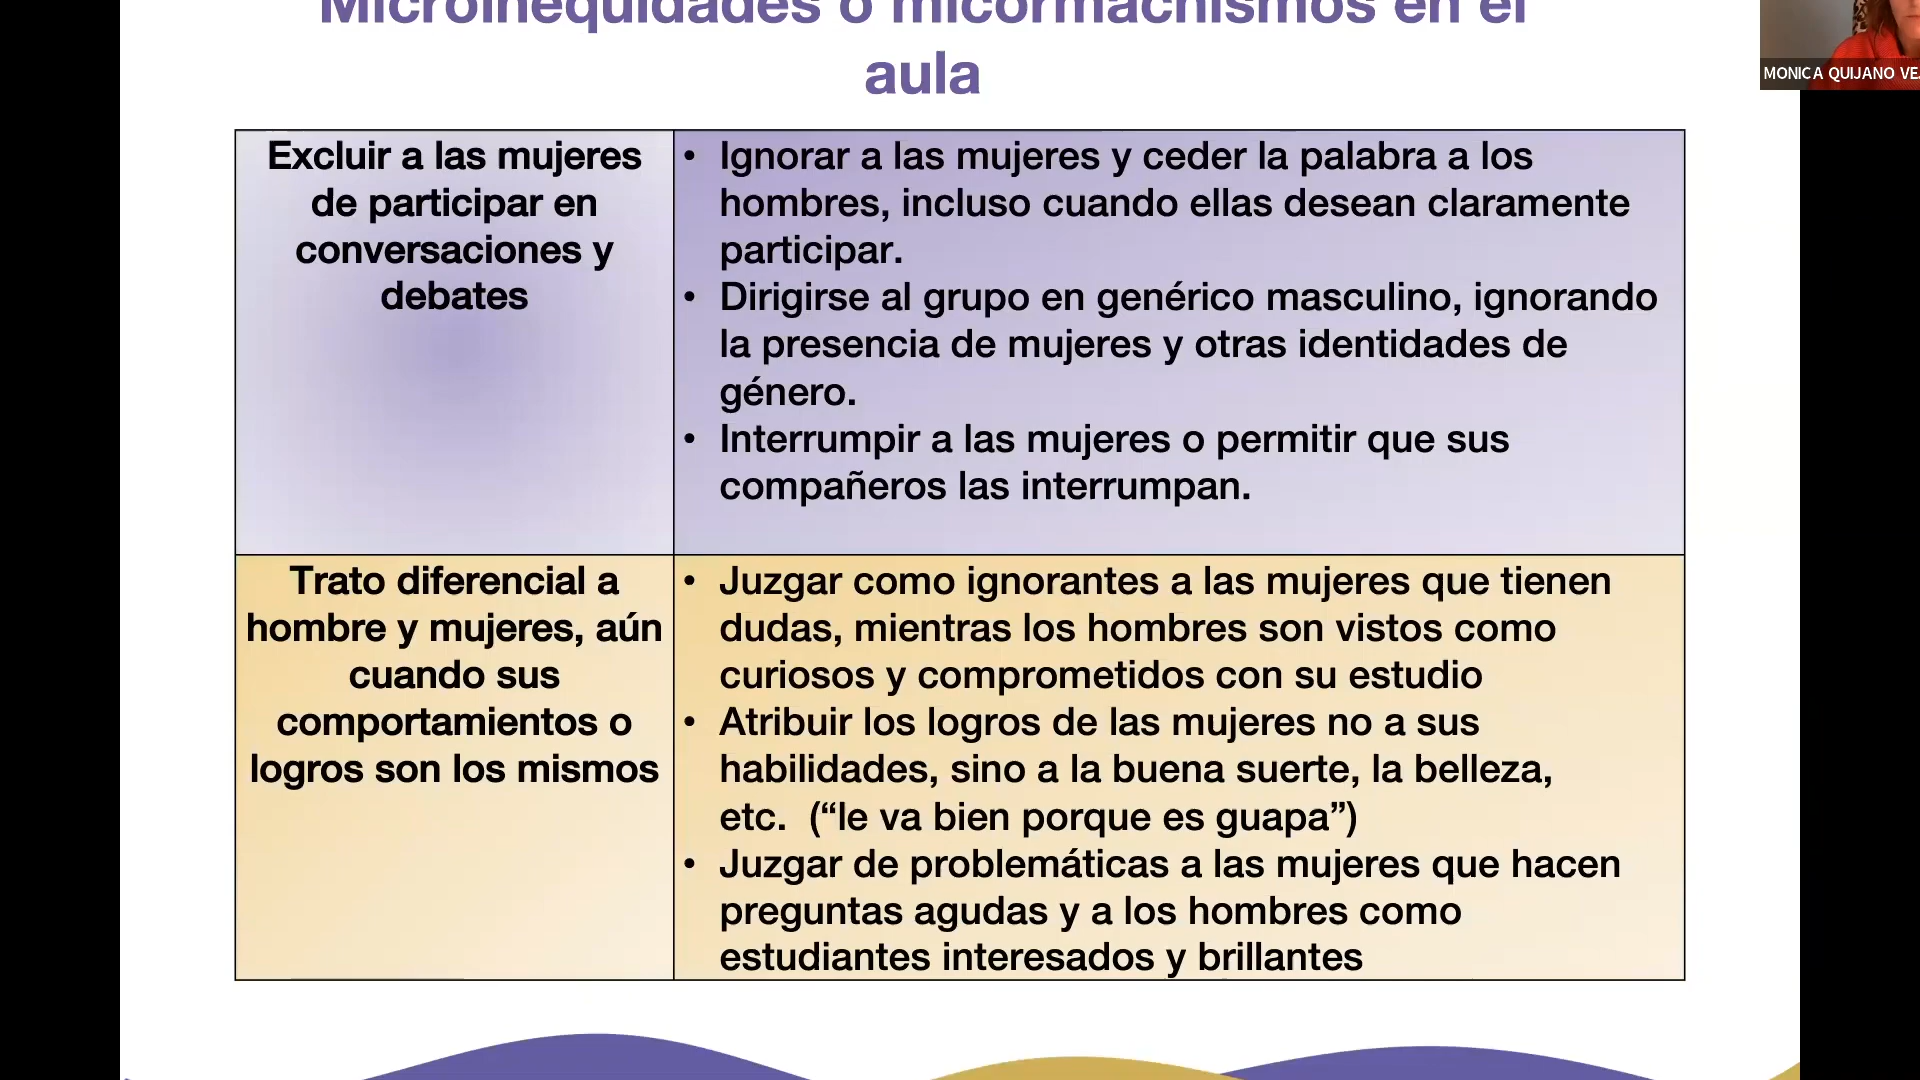 Microinequidades o micormachismos en el
aula
MONICA QUIJANO VE
Excluir a las mujeres
de participar en
conversaciones y
debates
• Ignorar a las mujeres y ceder la palabra a los
hombres, incluso cuando ellas desean claramente
participar.
• Dirigirse al grupo en genérico masculino, ignorando
la presencia de mujeres y otras identidades de
género.
• Interrumpir a las mujeres o permitir que sus
compañeros las interrumpan.
Trato diferencial a
hombre y mujeres, aún
cuando sus
comportamientos o
logros son los mismos
• Juzgar como ignorantes a las mujeres que tienen
dudas, mientras los hombres son vistos como
curiosos y comprometidos con su estudio
• Atribuir los logros de las mujeres no a sus
habilidades, sino a la buena suerte, la belleza,
etc.  (“le va bien porque es guapa”)
• Juzgar de problemáticas a las mujeres que hacen
preguntas agudas y a los hombres como
estudiantes interesados y brillantes